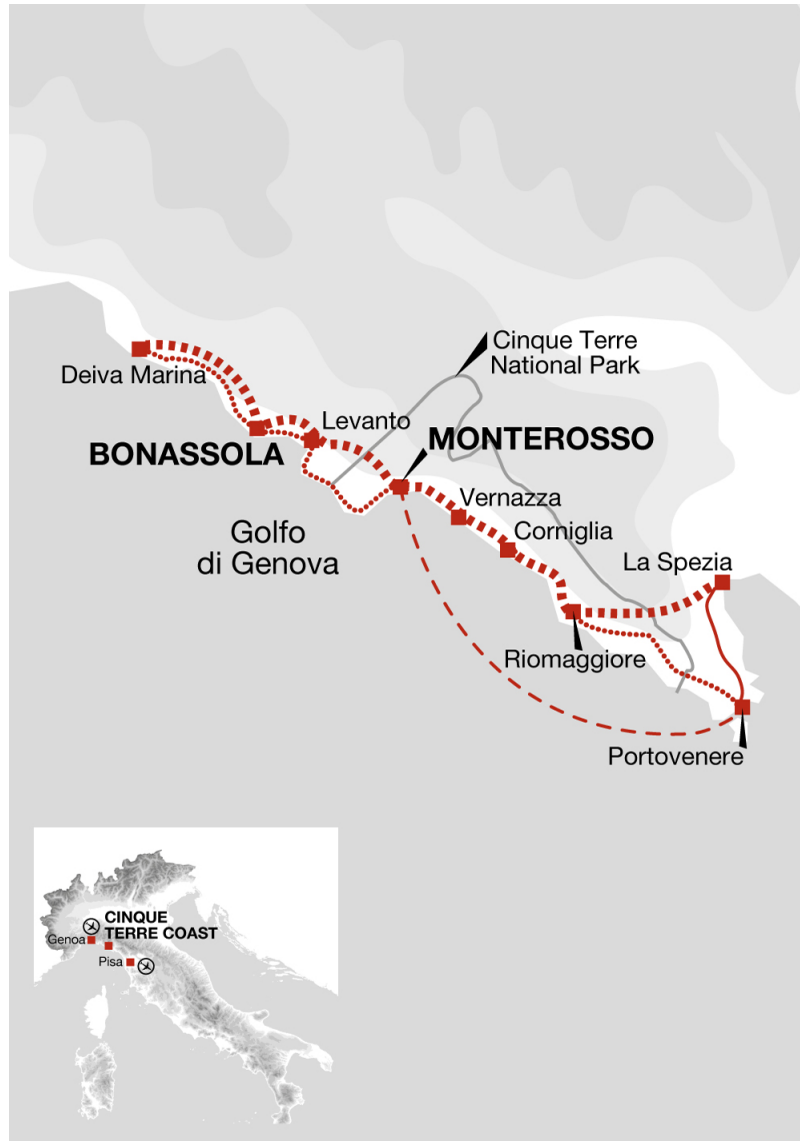 Cinque Terre
National Park
Deiva Marina
Levanto
MONTEROSSO
BONASSOLA
Vernazza
Golfo
di Genova
Corniglia
La Spezia
Riomaggiore
Portovenere
CINQUE
TERRE COAST
Genoa
Pisa